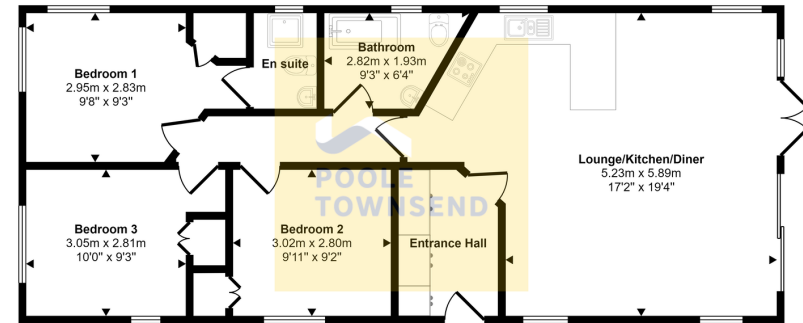 Bedroom 1
2.95m x 2.83m
9'8" x 9'3"
En suite
Bathroom
2.82m x 1.93m
9'3" x 6'4"
Lounge/Kitchen/Diner
5.23m x 5.89m
17'2" x 19'4"
POOLE
TOWNSEND
Bedroom 3
3.05m x 2.81m
10'0" x 9'3"
Bedroom 2
3.02m x 2.80m
9'11" x 9'2"
Entrance Hall